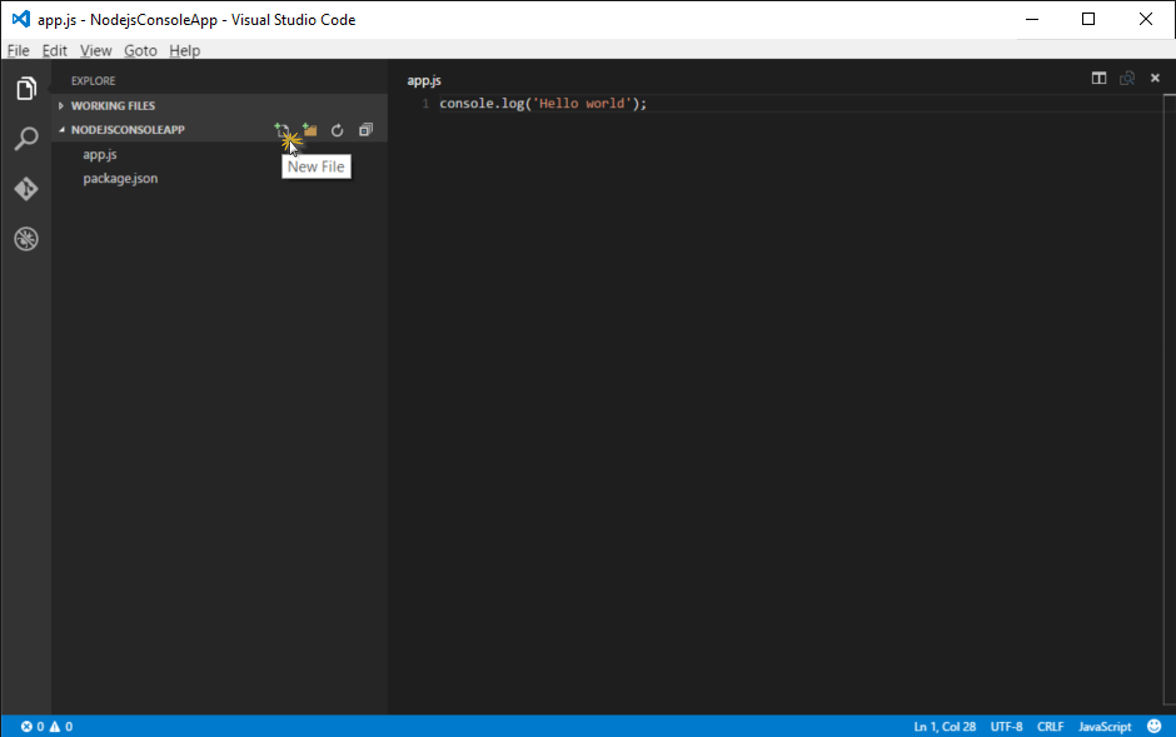 app.js - NodejsConsoleApp - Visual Studio Code
File Edit View Goto Help
EXPLORE
WORKING FILES
NODEJSCONSOLEAPP
New File
app.js
package.json
app.js
1 console.log('Hello world');
0 0
Ln 1, Col 28 UTF-8 CRLF JavaScript